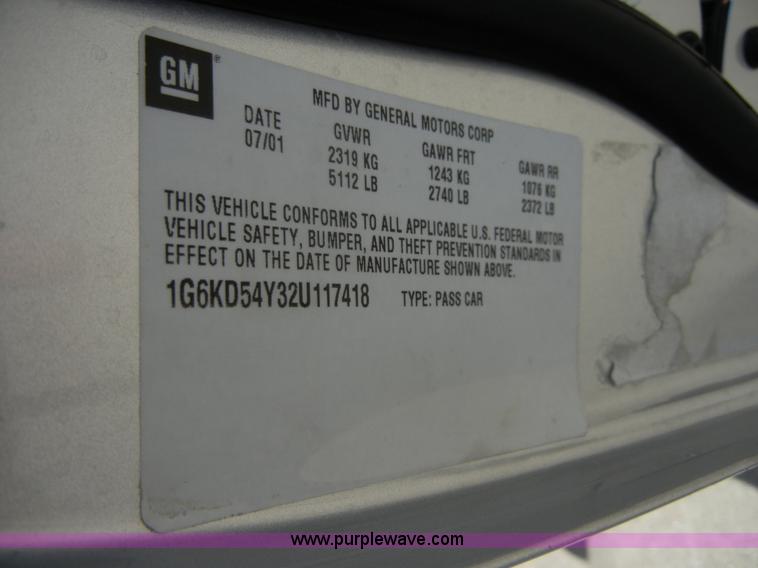 GM ®
MFD BY GENERAL MOTORS CORP
DATE GVWR GAWR FRT GAWR RR
07/01 2319 KG 1243 KG 1076 KG
5112 LB 2740 LB 2372 LB
THIS VEHICLE CONFORMS TO ALL APPLICABLE U.S. FEDERAL MOTOR
VEHICLE SAFETY, BUMPER, AND THEFT PREVENTION STANDARDS IN
EFFECT ON THE DATE OF MANUFACTURE SHOWN ABOVE.
1G6KD54Y32U117418 TYPE: PASS CAR
www.purplewave.com